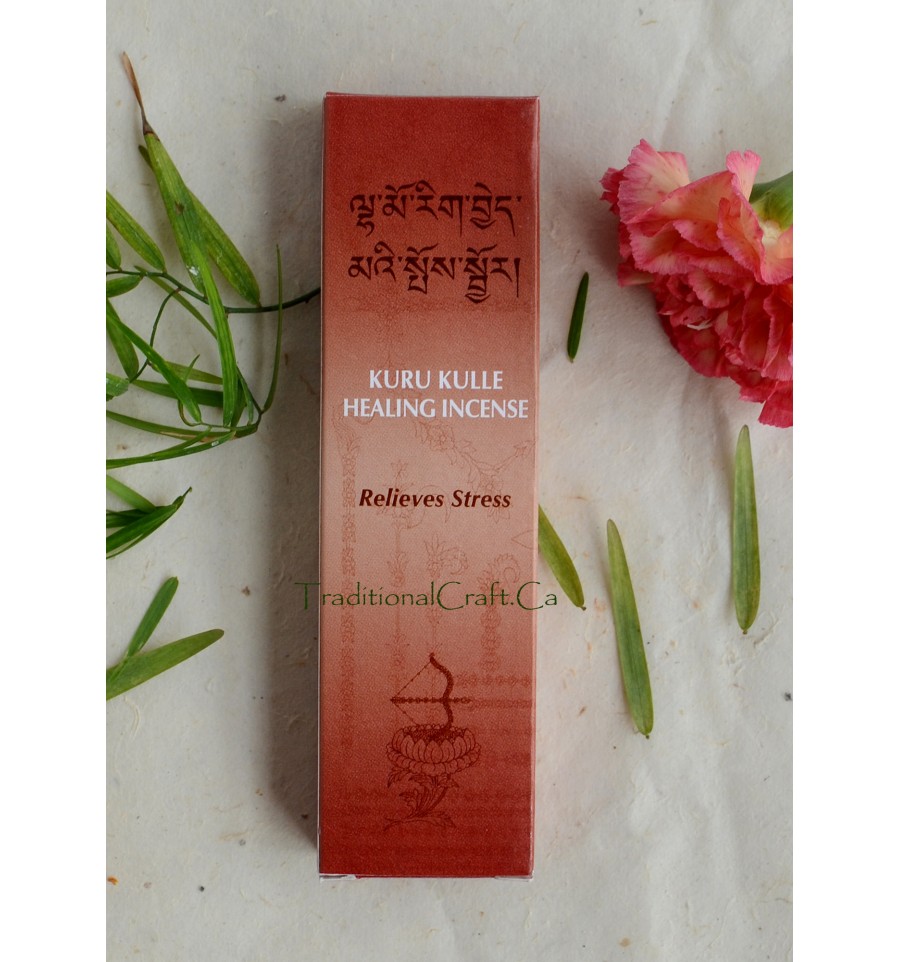 ལྷ་མོ་རིག་བྱེད་
མའི་སྤོས་སྦྱོར།
KURU KULLE
HEALING INCENSE
Relieves Stress
TraditionalCraft.Ca